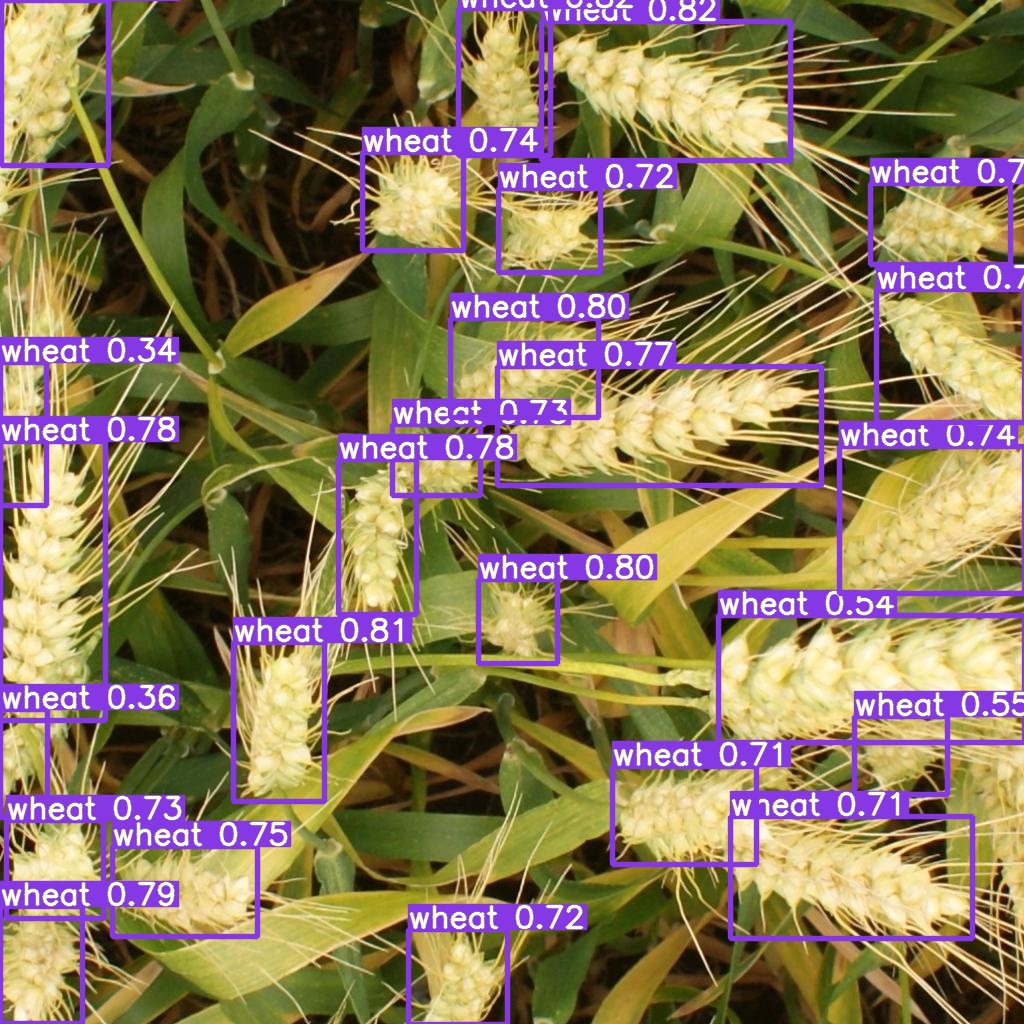 wheat 0.82
wheat 0.82
wheat 0.74
wheat 0.72
wheat 0.7
wheat 0.7
wheat 0.80
wheat 0.77
wheat 0.34
wheat 0.73
wheat 0.78
wheat 0.78
wheat 0.74
wheat 0.80
wheat 0.54
wheat 0.81
wheat 0.36
wheat 0.55
wheat 0.71
wheat 0.71
wheat 0.73
wheat 0.75
wheat 0.79
wheat 0.72